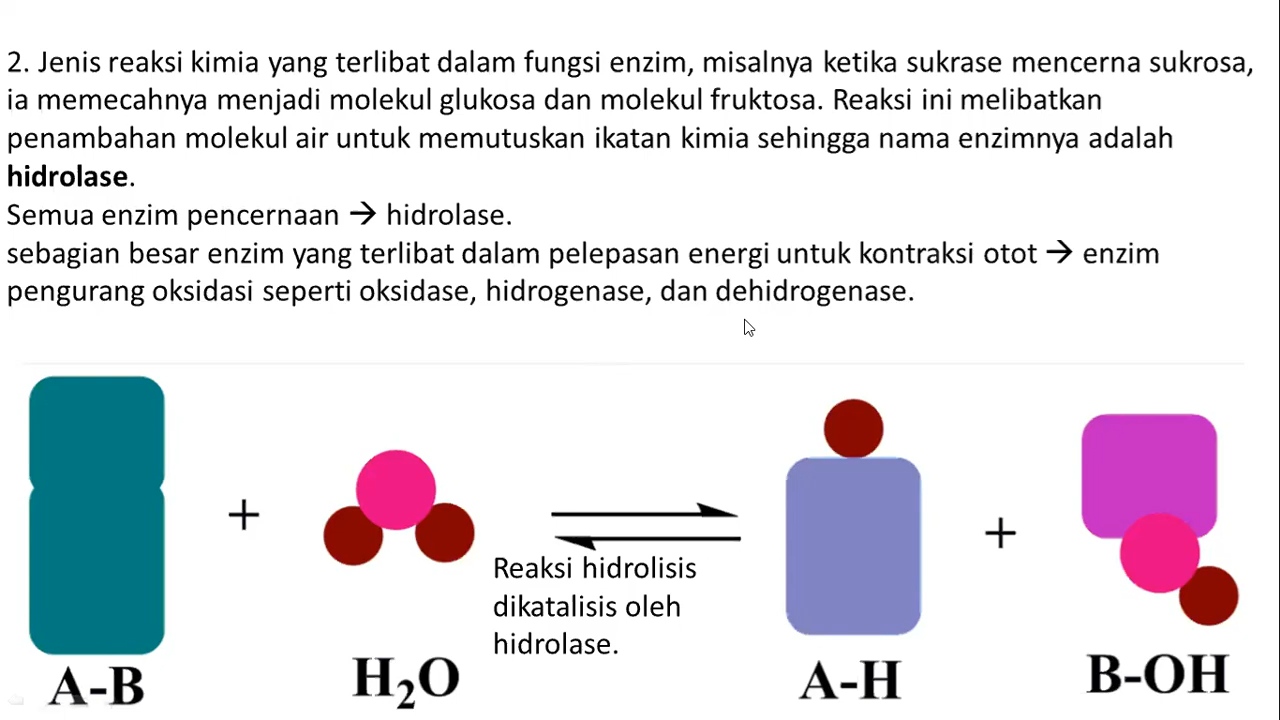 2. Jenis reaksi kimia yang terlibat dalam fungsi enzim, misalnya ketika sukrase mencerna sukrosa,
ia memecahnya menjadi molekul glukosa dan molekul fruktosa. Reaksi ini melibatkan
penambahan molekul air untuk memutuskan ikatan kimia sehingga nama enzimnya adalah
hidrolase.
Semua enzim pencernaan → hidrolase.
sebagian besar enzim yang terlibat dalam pelepasan energi untuk kontraksi otot → enzim
pengurang oksidasi seperti oksidase, hidrogenase, dan dehidrogenase.
+
+
Reaksi hidrolisis
dikatalisis oleh
hidrolase.
A-B
H₂O
A-H
B-OH